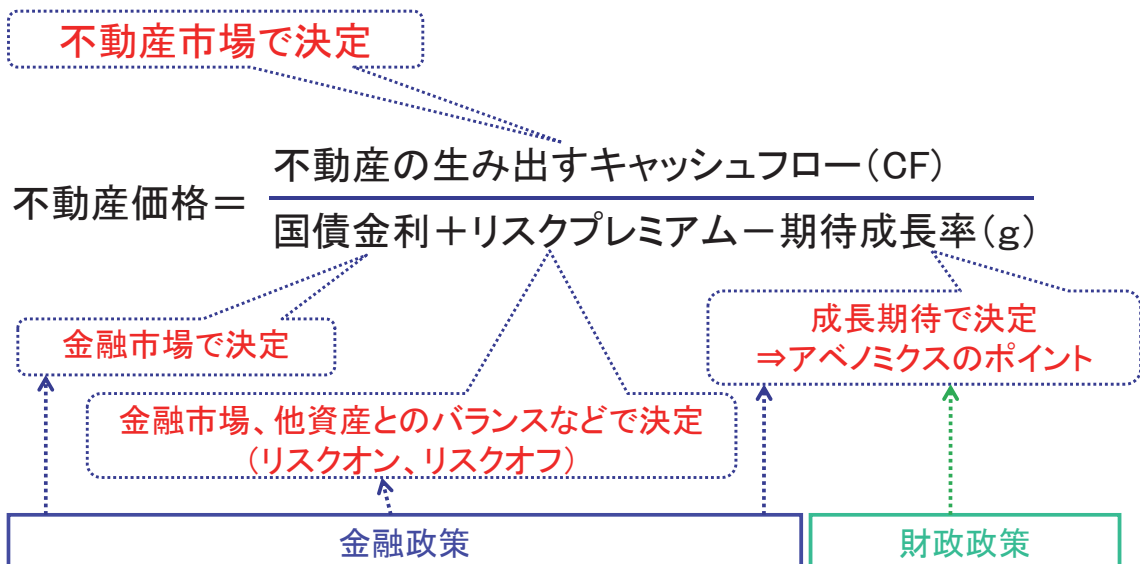 不動産市場で決定
不動産の生み出すキャッシュフロー(CF)
不動産価格＝
国債金利＋リスクプレミアム－期待成長率(g)
金融市場で決定
成長期待で決定
⇒アベノミクスのポイント
金融市場、他資産とのバランスなどで決定
(リスクオン、リスクオフ)
金融政策
財政政策